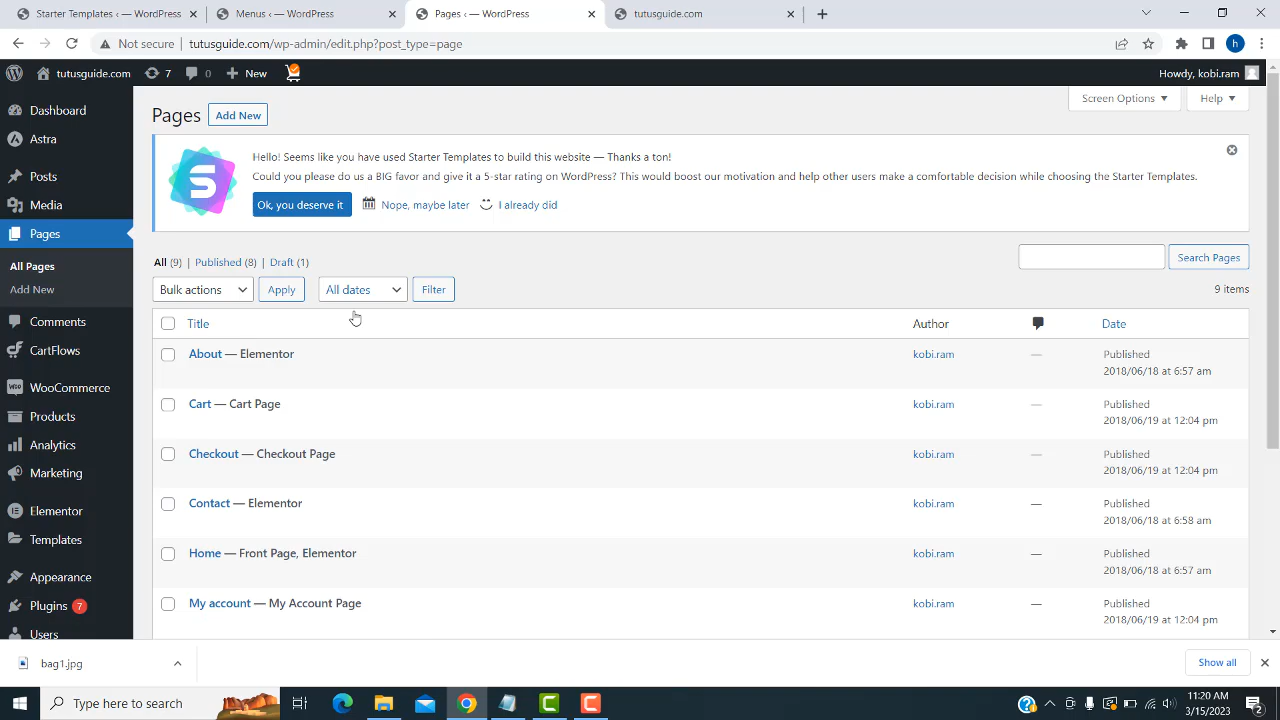 Starter Templates ‹ — WordPress
Menus ‹ — WordPress
Pages ‹ — WordPress
tutusguide.com
Not secure
tutusguide.com/wp-admin/edit.php?post_type=page
h
tutusguide.com
7
0
New
Howdy, kobi.ram
Dashboard
Astra
Posts
Media
Pages
All Pages
Add New
Comments
CartFlows
WooCommerce
Products
Analytics
Marketing
Elementor
Templates
Appearance
Plugins 7
Users
Pages
Add New
Screen Options
Help
S
Hello! Seems like you have used Starter Templates to build this website — Thanks a ton!
Could you please do us a BIG favor and give it a 5-star rating on WordPress? This would boost our motivation and help other users make a comfortable decision while choosing the Starter Templates.
Ok, you deserve it
Nope, maybe later
I already did
All (9) | Published (8) | Draft (1)
Search Pages
Bulk actions
Apply
All dates
Filter
9 items
Title
Author
Date
About — Elementor
kobi.ram
—
Published
2018/06/18 at 6:57 am
Cart — Cart Page
kobi.ram
—
Published
2018/06/19 at 12:04 pm
Checkout — Checkout Page
kobi.ram
—
Published
2018/06/19 at 12:04 pm
Contact — Elementor
kobi.ram
—
Published
2018/06/18 at 6:58 am
Home — Front Page, Elementor
kobi.ram
—
Published
2018/06/18 at 6:57 am
My account — My Account Page
kobi.ram
—
Published
2018/06/19 at 12:04 pm
bag1.jpg
Show all
Type here to search
11:20 AM
3/15/2023
2